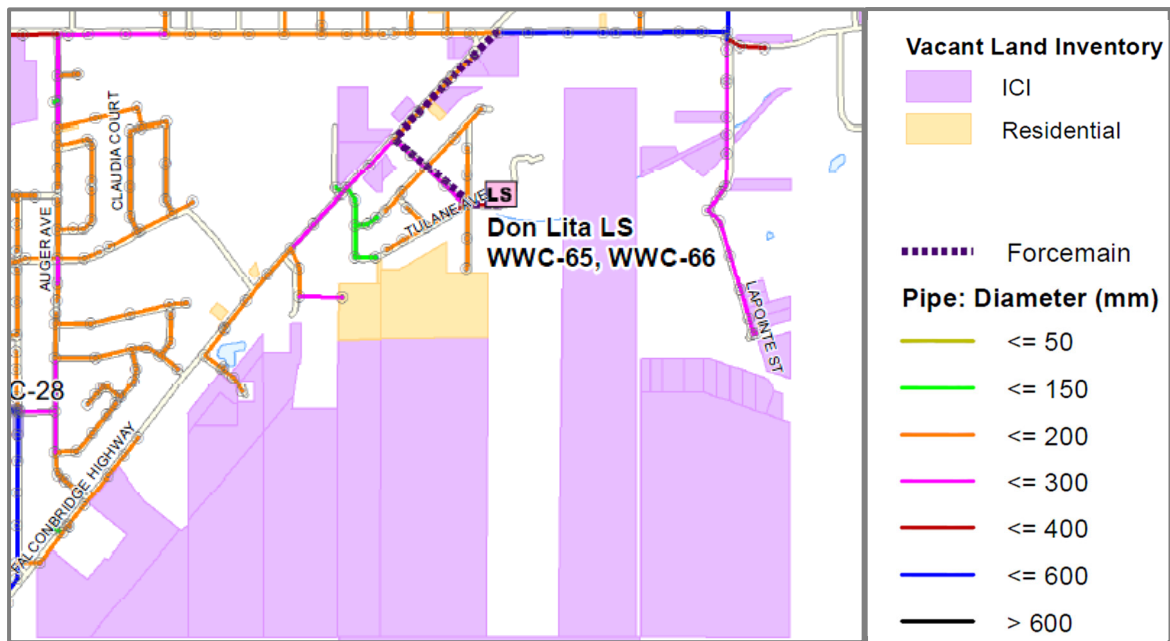 CLAUDIA COURT
AUGER AVE
TULANE AVE
LS
Don Lita LS
WWC-65, WWC-66
LAPOINTE ST
C-28
FALCONBRIDGE HIGHWAY
Vacant Land Inventory
ICI
Residential
Forcemain
Pipe: Diameter (mm)
<= 50
<= 150
<= 200
<= 300
<= 400
<= 600
> 600